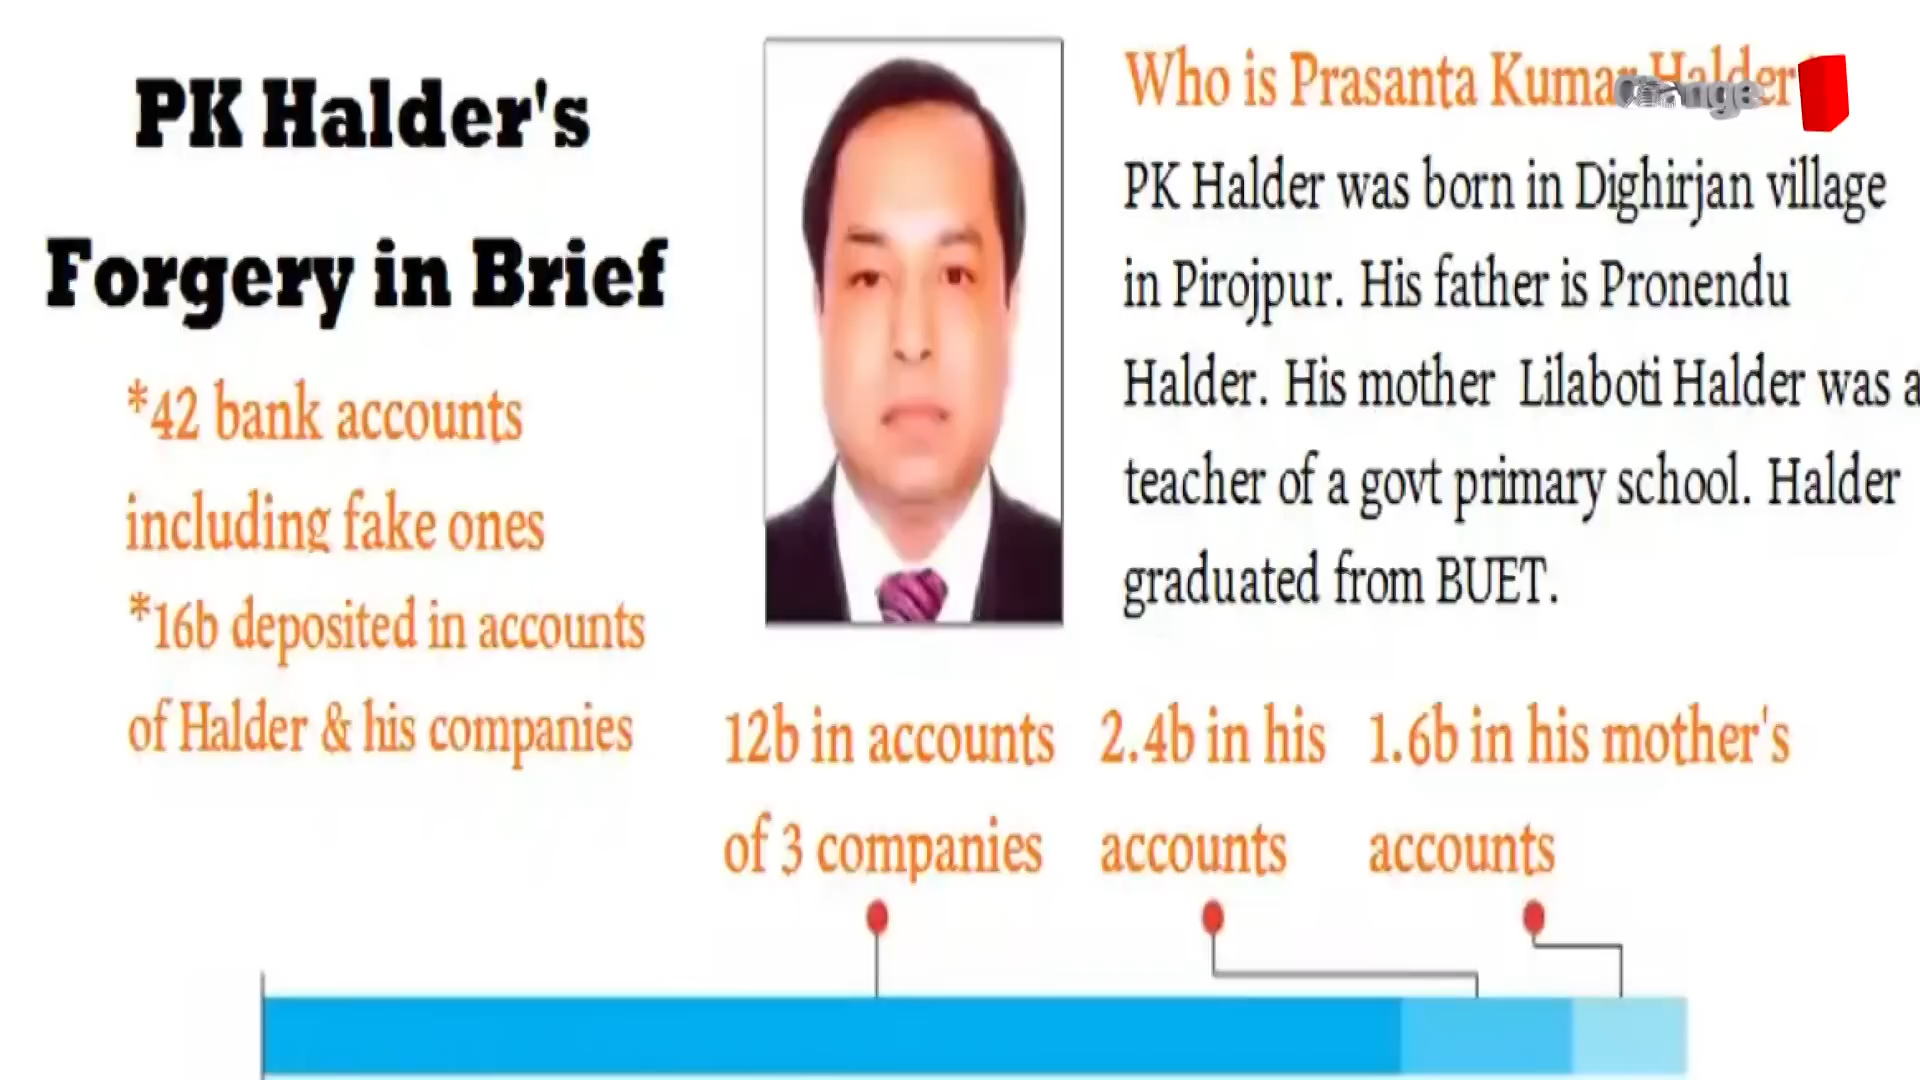 PK Halder's
Forgery in Brief
*42 bank accounts
including fake ones
*16b deposited in accounts
of Halder & his companies
Who is Prasanta Kumar Halder
PK Halder was born in Dighirjan village
in Pirojpur. His father is Pronendu
Halder. His mother Lilaboti Halder was a
teacher of a govt primary school. Halder
graduated from BUET.
12b in accounts
of 3 companies
2.4b in his
accounts
1.6b in his mother's
accounts